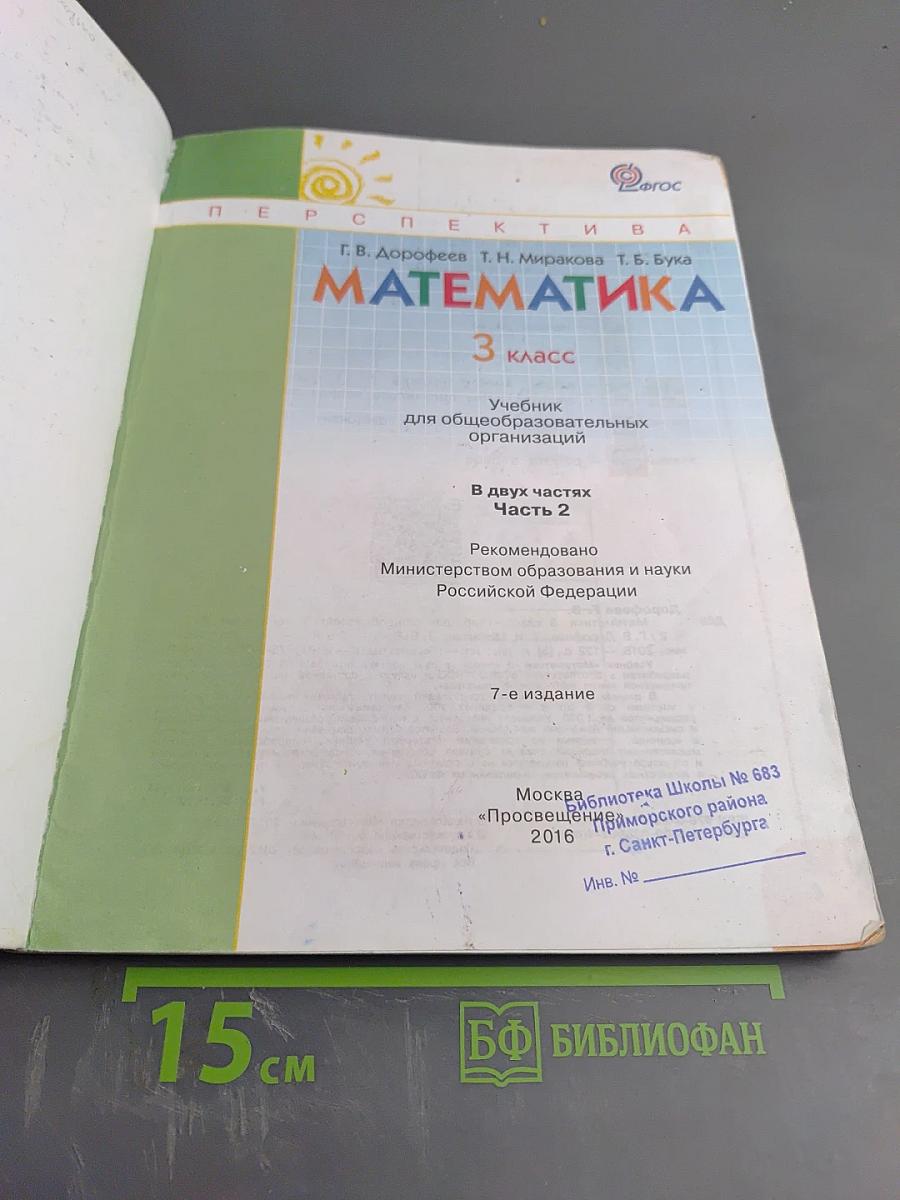 ФГОС
ПЕРСПЕКТИВА
Г. В. Дорофеев Т. Н. Миракова Т. Б. Бука
МАТЕМАТИКА
3 класс
Учебник
для общеобразовательных
организаций
В двух частях
Часть 2
Рекомендовано
Министерством образования и науки
Российской Федерации
7-е издание
Москва
«Просвещение»
2016
Библиотека Школы № 683
Приморского района
г. Санкт-Петербурга
Инв. №
15 см
БФ БИБЛИОФАН